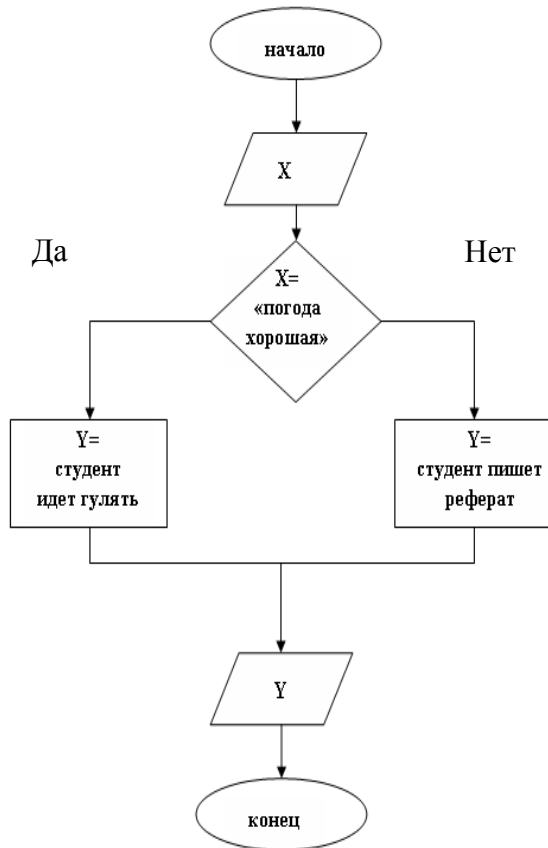 начало
X
Да
Нет
X=
«погода
хорошая»
Y=
студент
идет гулять
Y=
студент пишет
реферат
Y
конец